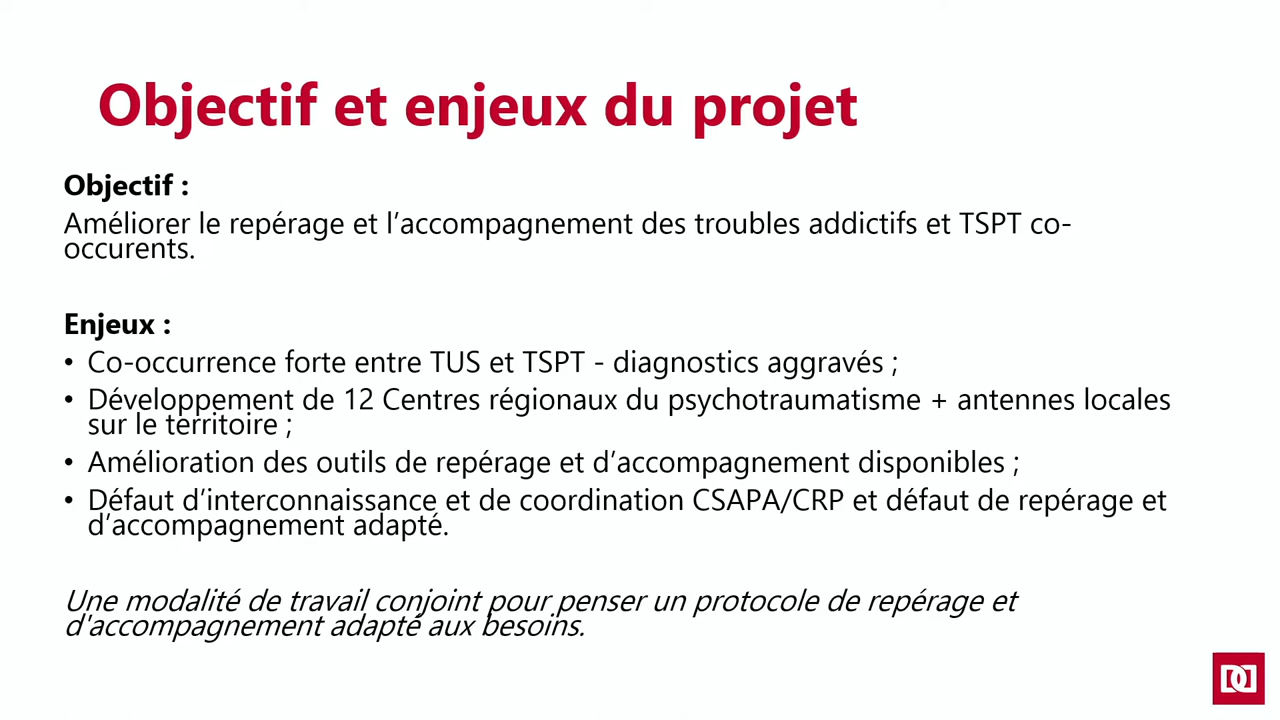 Objectif et enjeux du projet
Objectif :
Améliorer le repérage et l’accompagnement des troubles addictifs et TSPT co-
occurents.
Enjeux :
• Co-occurrence forte entre TUS et TSPT - diagnostics aggravés ;
• Développement de 12 Centres régionaux du psychotraumatisme + antennes locales
sur le territoire ;
• Amélioration des outils de repérage et d’accompagnement disponibles ;
• Défaut d’interconnaissance et de coordination CSAPA/CRP et défaut de repérage et
d’accompagnement adapté.
Une modalité de travail conjoint pour penser un protocole de repérage et
d'accompagnement adapté aux besoins.